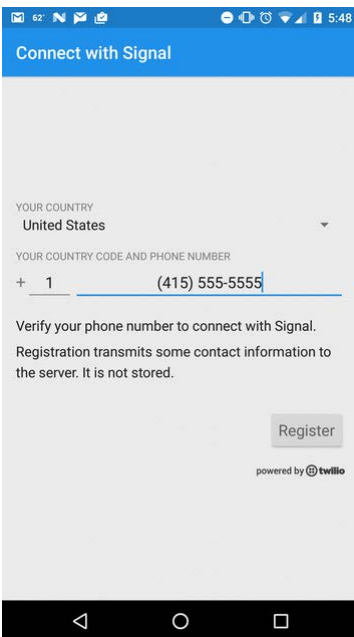 62° 5:48
Connect with Signal
YOUR COUNTRY
United States
YOUR COUNTRY CODE AND PHONE NUMBER
+ 1 (415) 555-5555
Verify your phone number to connect with Signal.
Registration transmits some contact information to
the server. It is not stored.
Register
powered by twilio